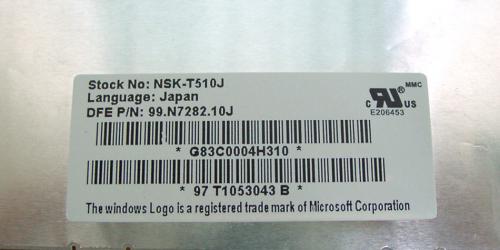 Stock No: NSK-T510J
Language: Japan
DFE P/N: 99.N7282.10J
MMC
c RU US
E206453
* G83C0004H310 *
* 97 T1053043 B *
The windows Logo is a registered trade mark of Microsoft Corporation